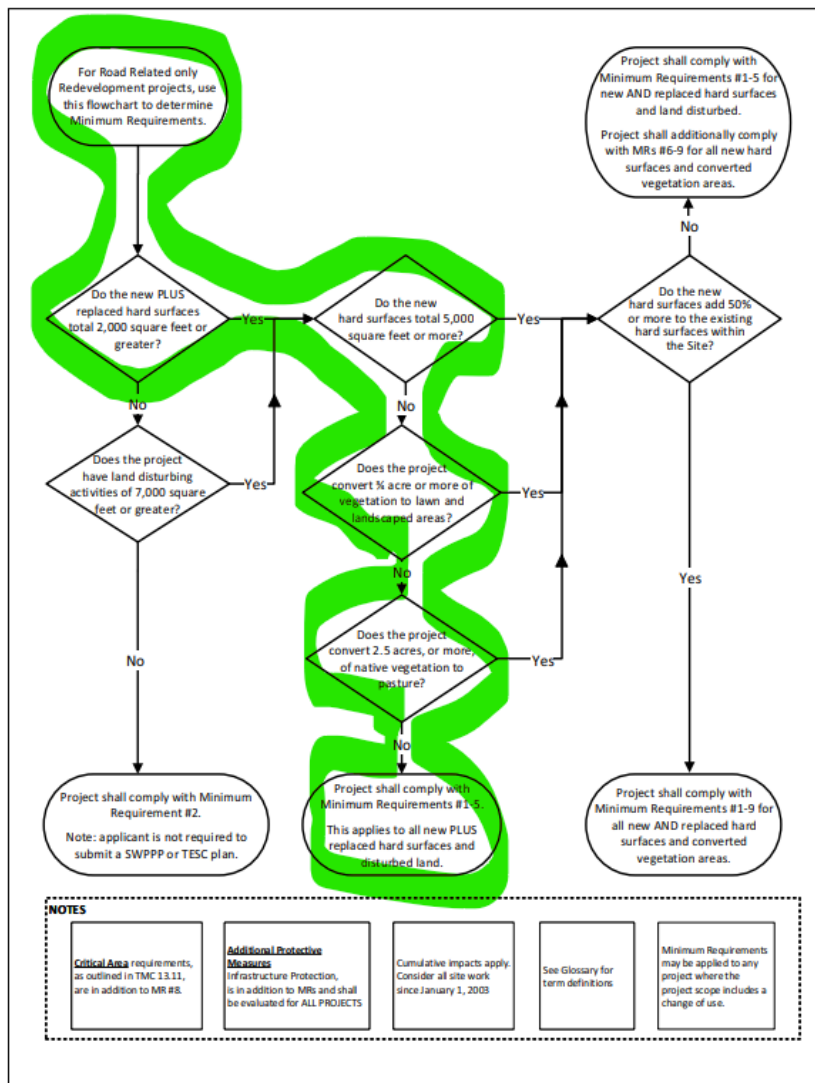 For Road Related only
Redevelopment projects, use
this flowchart to determine
Minimum Requirements.
Project shall comply with
Minimum Requirements #1-5 for
new AND replaced hard surfaces
and land disturbed.
Project shall additionally comply
with MRs #6-9 for all new hard
surfaces and converted
vegetation areas.
No
Do the new PLUS
replaced hard surfaces
total 2,000 square feet or
greater?
Yes
Do the new
hard surfaces total 5,000
square feet or more?
Yes
Do the new
hard surfaces add 50%
or more to the existing
hard surfaces within
the Site?
No
No
Does the project
have land disturbing
activities of 7,000 square
feet or greater?
Yes
Does the project
convert ¾ acre or more of
vegetation to lawn and
landscaped areas?
Yes
No
Yes
No
Does the project
convert 2.5 acres, or more,
of native vegetation to
pasture?
Yes
No
Project shall comply with Minimum
Requirement #2.
Note: applicant is not required to
submit a SWPPP or TESC plan.
Project shall comply with
Minimum Requirements #1-5.
This applies to all new PLUS
replaced hard surfaces and
disturbed land.
Project shall comply with
Minimum Requirements #1-9 for
all new AND replaced hard
surfaces and converted
vegetation areas.
NOTES
Critical Area requirements,
as outlined in TMC 13.11,
are in addition to MR #8.
Additional Protective
Measures
Infrastructure Protection,
is in addition to MRs and shall
be evaluated for ALL PROJECTS
Cumulative impacts apply.
Consider all site work
since January 1, 2003
See Glossary for
term definitions
Minimum Requirements
may be applied to any
project where the
project scope includes a
change of use.